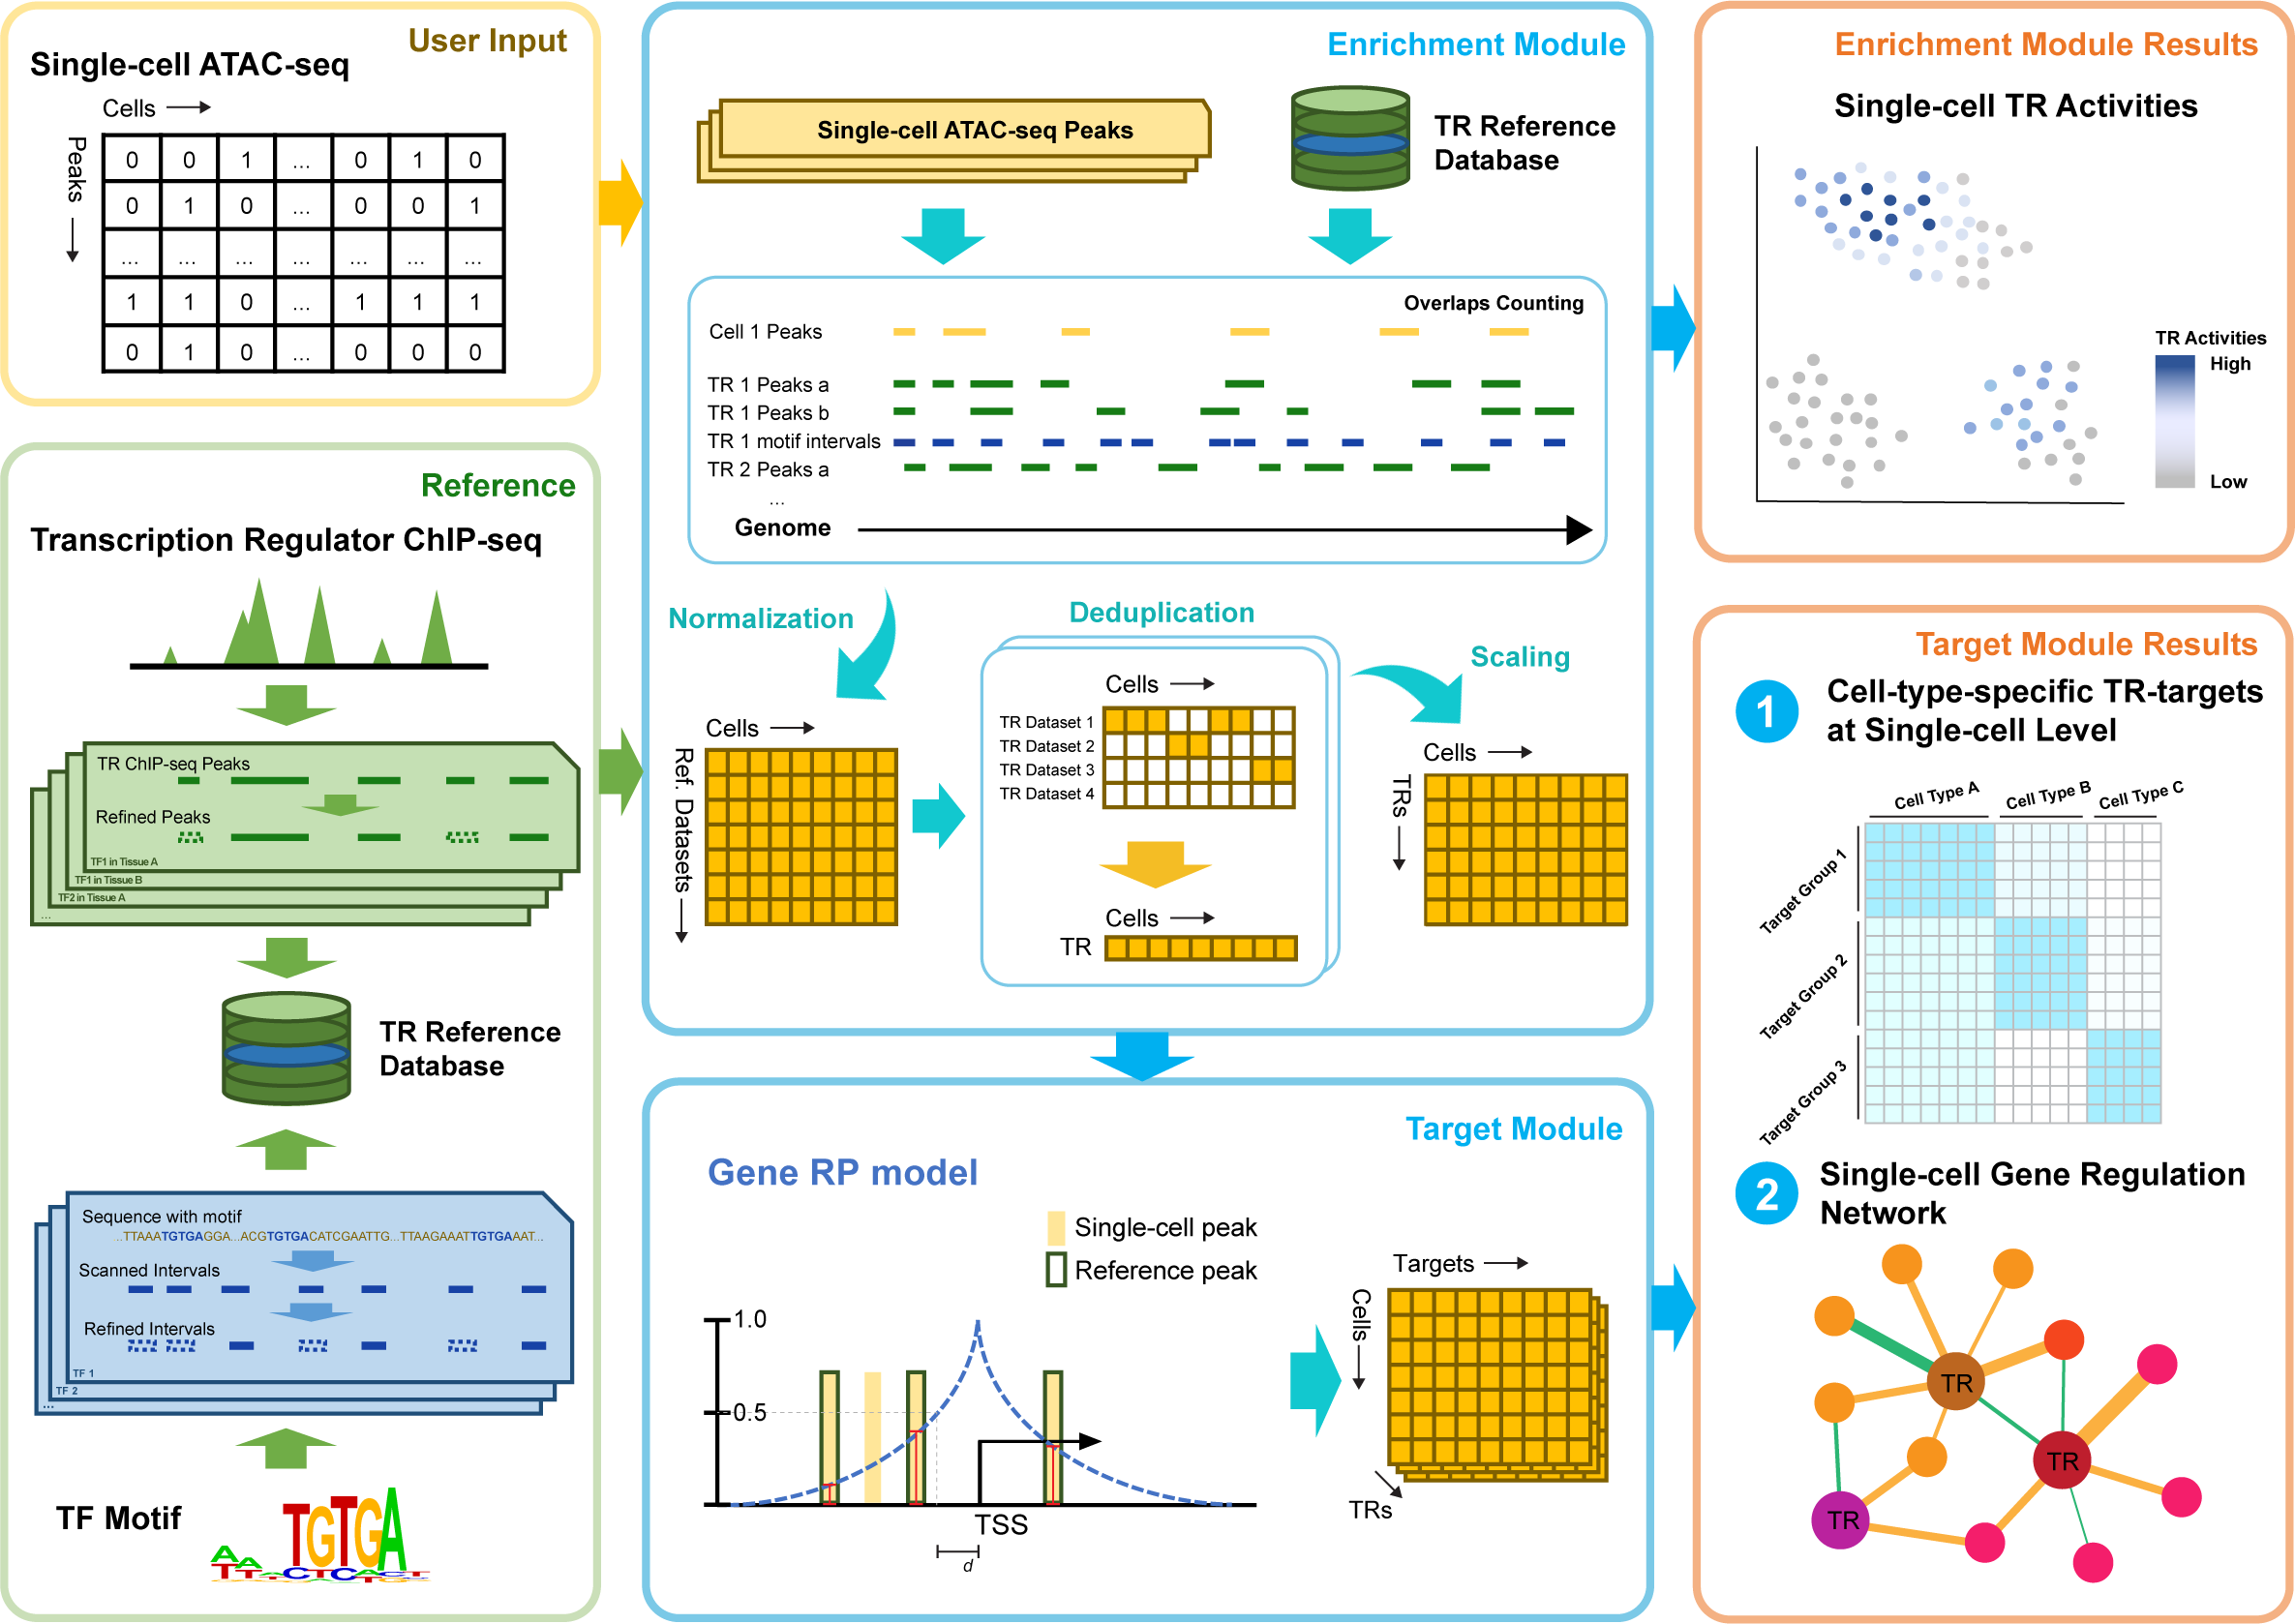 User Input
Single-cell ATAC-seq
Cells
Peaks
0 0 1 ... 0 1 0
0 1 0 ... 0 0 1
... ... ... ... ... ... ...
1 1 0 ... 1 1 1
0 1 0 ... 0 0 0
Reference
Transcription Regulator ChIP-seq
TR ChIP-seq Peaks
Refined Peaks
TF1 in Tissue A
TF1 in Tissue B
TF2 in Tissue A
...
TR Reference
Database
Sequence with motif
..TTAAATGTGAGGA...ACGTGTGACATCGAATTG...TTAAGAAATTGTGAAAT...
Scanned Intervals
Refined Intervals
TF 1
TF 2
...
TF Motif
TGTGA
Enrichment Module
Single-cell ATAC-seq Peaks
TR Reference
Database
Overlaps Counting
Cell 1 Peaks
TR 1 Peaks a
TR 1 Peaks b
TR 1 motif intervals
TR 2 Peaks a
...
Genome
Normalization
Cells
Ref. Datasets
Deduplication
Cells
TR Dataset 1
TR Dataset 2
TR Dataset 3
TR Dataset 4
Cells
TR
Scaling
Cells
TRs
Target Module
Gene RP model
Single-cell peak
Reference peak
1.0
0.5
TSS
d
Targets
Cells
TRs
Enrichment Module Results
Single-cell TR Activities
TR Activities
High
Low
Target Module Results
1
Cell-type-specific TR-targets
at Single-cell Level
Cell Type A
Cell Type B
Cell Type C
Target Group 1
Target Group 2
Target Group 3
2
Single-cell Gene Regulation
Network
TR
TR
TR